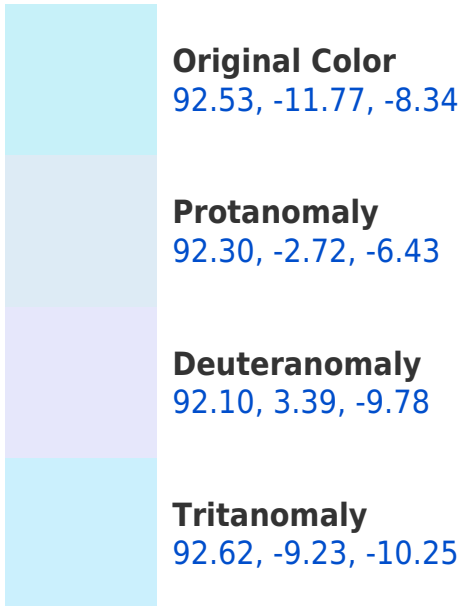 Original Color
92.53, -11.77, -8.34
Protanomaly
92.30, -2.72, -6.43
Deuteranomaly
92.10, 3.39, -9.78
Tritanomaly
92.62, -9.23, -10.25